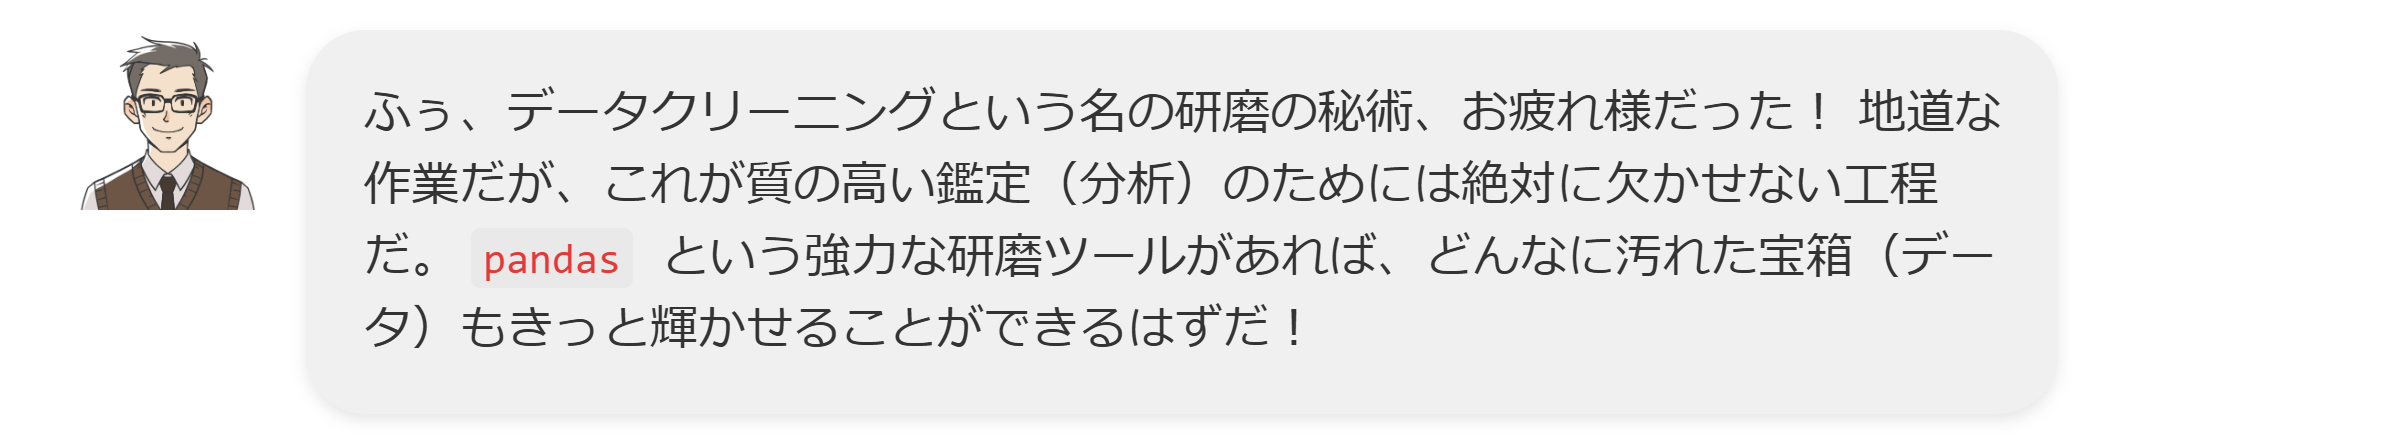 ふぅ、データクリーニングという名の研磨の秘術、お疲れ様だった！ 地道な
作業だが、これが質の高い鑑定（分析）のためには絶対に欠かせない工程
だ。 pandas という強力な研磨ツールがあれば、どんなに汚れた宝箱（デー
タ）もきっと輝かせることができるはずだ！